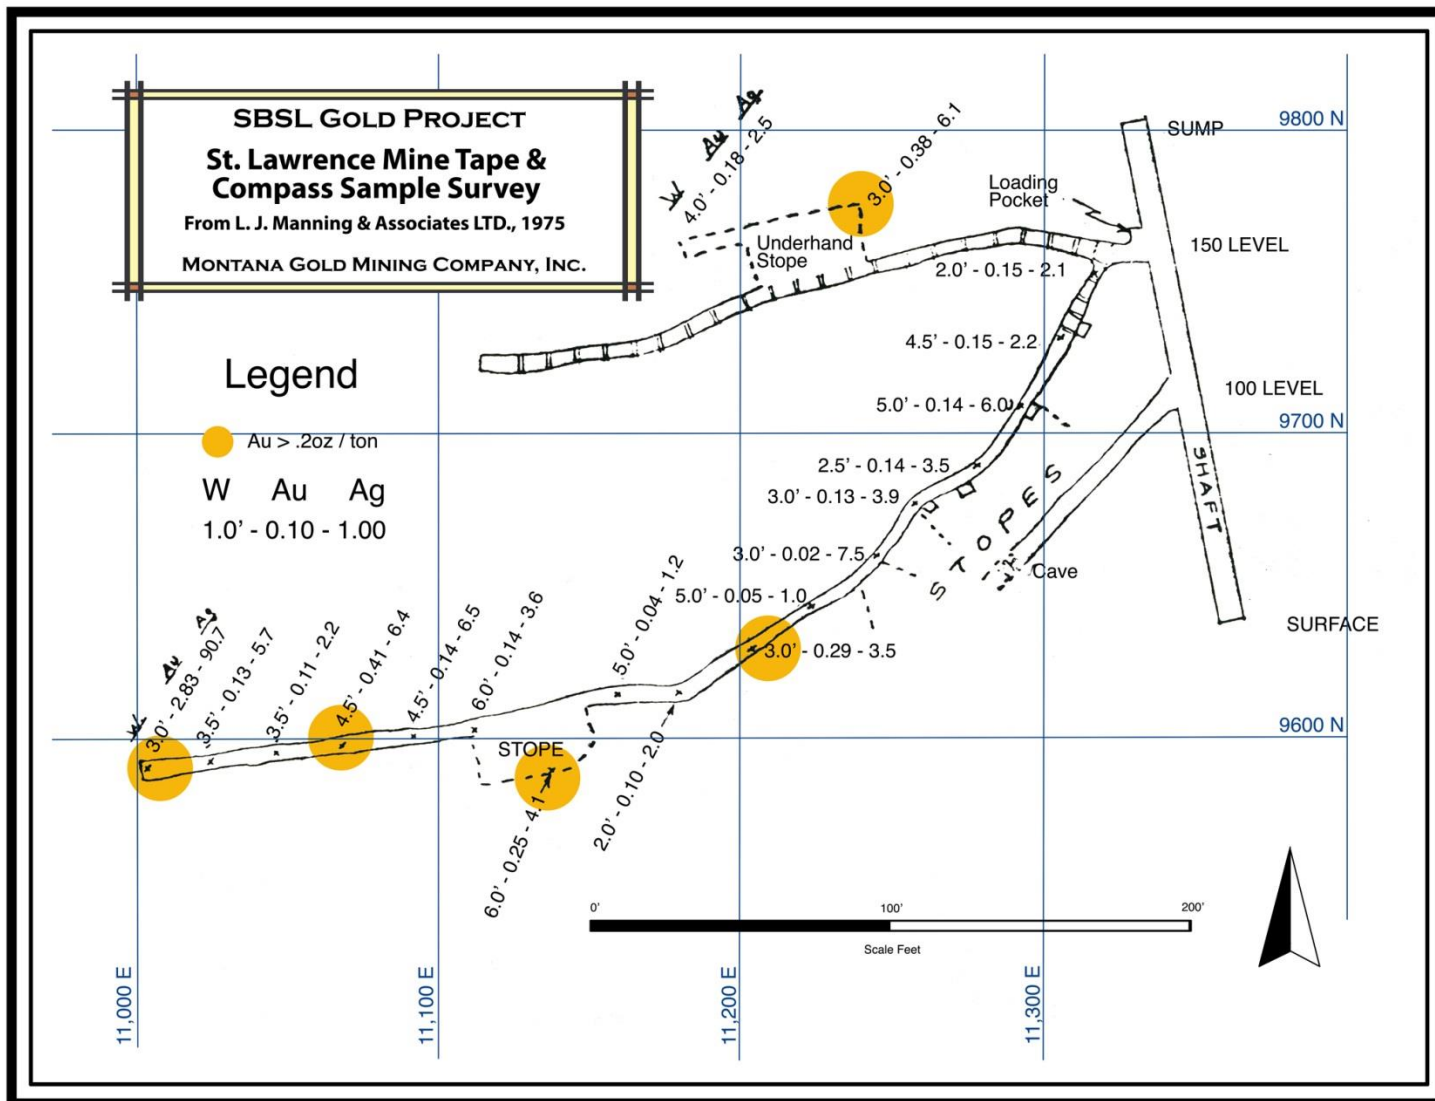 SBSL GOLD PROJECT
St. Lawrence Mine Tape &
Compass Sample Survey
From L. J. Manning & Associates LTD., 1975
MONTANA GOLD MINING COMPANY, INC.
W Au Ag
4.0' - 0.18 - 2.5
3.0' - 0.38 - 6.1
9800 N
SUMP
Loading
Pocket
Underhand
Stope
150 LEVEL
2.0' - 0.15 - 2.1
4.5' - 0.15 - 2.2
100 LEVEL
5.0' - 0.14 - 6.0
9700 N
Legend
Au > .2oz / ton
W Au Ag
1.0' - 0.10 - 1.00
2.5' - 0.14 - 3.5
3.0' - 0.13 - 3.9
STOPES
SHAFT
3.0' - 0.02 - 7.5
Cave
5.0' - 0.05 - 1.0
SURFACE
3.0' - 0.29 - 3.5
W Au Ag
3.0' - 2.83 - 90.7
3.5' - 0.13 - 5.7
3.5' - 0.11 - 2.2
4.5' - 0.41 - 6.4
4.5' - 0.14 - 6.5
6.0' - 0.14 - 3.6
5.0' - 0.04 - 1.2
9600 N
STOPE
6.0' - 0.25 - 4.1
2.0' - 0.10 - 2.0
0' 100' 200'
Scale Feet
11,000 E
11,100 E
11,200 E
11,300 E